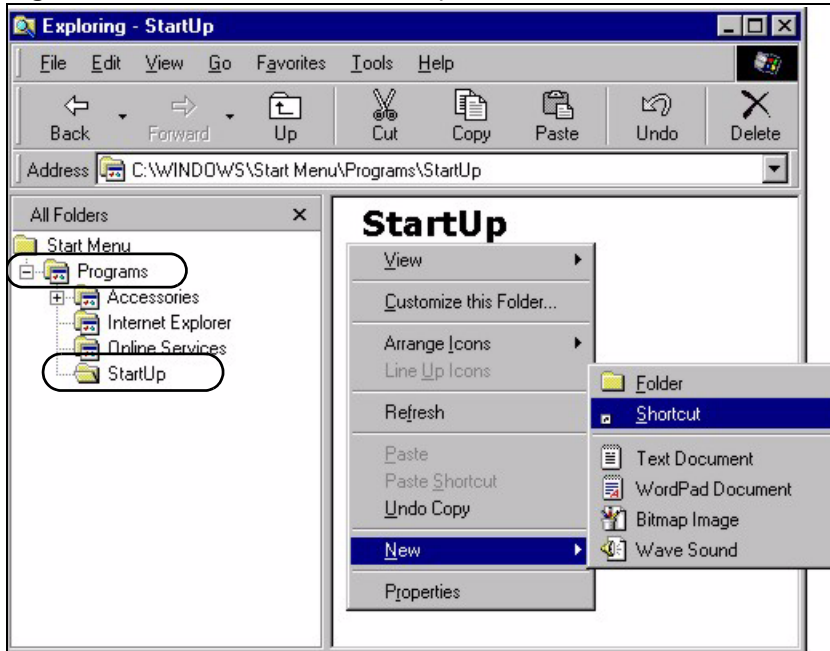 Exploring - StartUp
File Edit View Go Favorites Tools Help
Back Forward Up Cut Copy Paste Undo Delete
Address C:\WINDOWS\Start Menu\Programs\StartUp
All Folders
Start Menu
Programs
Accessories
Internet Explorer
Online Services
StartUp
StartUp
View
Customize this Folder...
Arrange Icons
Line Up Icons
Refresh
Paste
Paste Shortcut
Undo Copy
New
Properties
Folder
Shortcut
Text Document
WordPad Document
Bitmap Image
Wave Sound